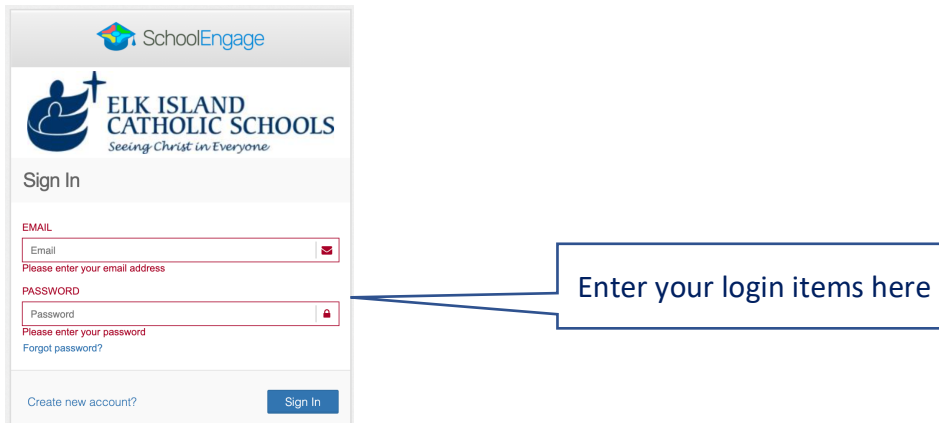 SchoolEngage
ELK ISLAND
CATHOLIC SCHOOLS
Seeing Christ in Everyone
Sign In
EMAIL
Email
Please enter your email address
PASSWORD
Password
Please enter your password
Forgot password?
Create new account?
Sign In
Enter your login items here